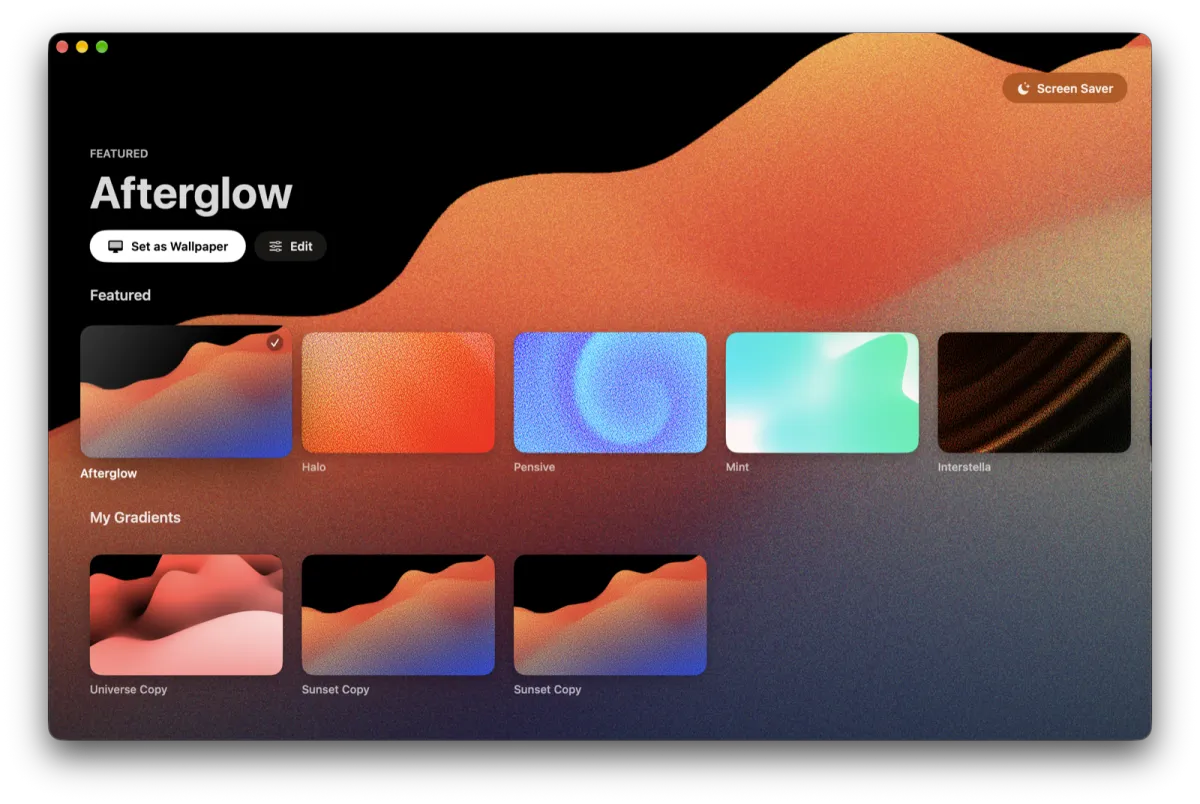 Screen Saver
FEATURED
Afterglow
Set as Wallpaper
Edit
Featured
Afterglow
Halo
Pensive
Mint
Interstella
My Gradients
Universe Copy
Sunset Copy
Sunset Copy